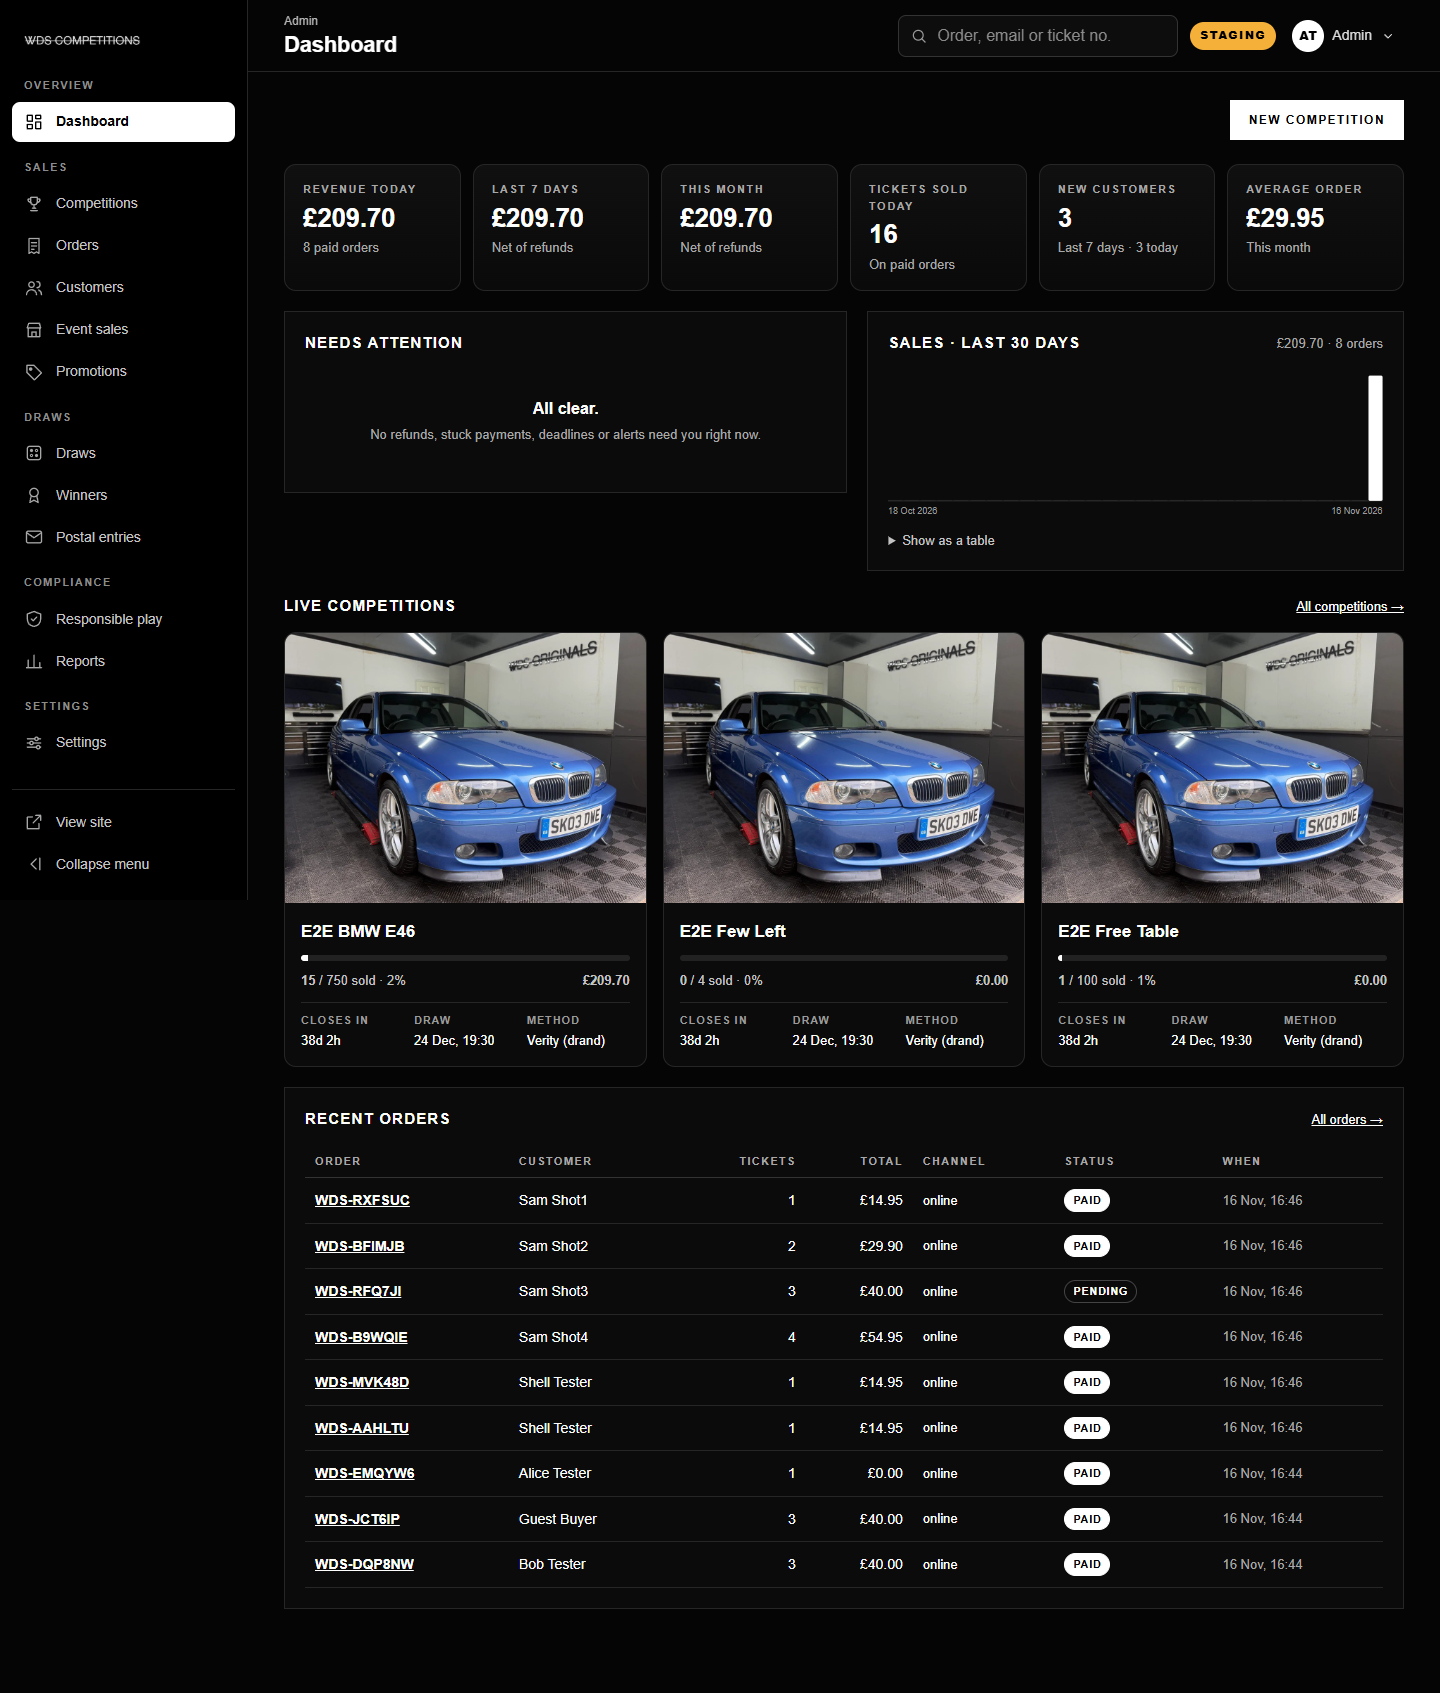 WDS COMPETITIONS
OVERVIEW
Dashboard
SALES
Competitions
Orders
Customers
Event sales
Promotions
DRAWS
Draws
Winners
Postal entries
COMPLIANCE
Responsible play
Reports
SETTINGS
Settings
View site
Collapse menu
Admin
Dashboard
Order, email or ticket no.
STAGING
AT
Admin
NEW COMPETITION
REVENUE TODAY
£209.70
8 paid orders
LAST 7 DAYS
£209.70
Net of refunds
THIS MONTH
£209.70
Net of refunds
TICKETS SOLD
TODAY
16
On paid orders
NEW CUSTOMERS
3
Last 7 days · 3 today
AVERAGE ORDER
£29.95
This month
NEEDS ATTENTION
All clear.
No refunds, stuck payments, deadlines or alerts need you right now.
SALES · LAST 30 DAYS
£209.70 · 8 orders
18 Oct 2026
16 Nov 2026
Show as a table
LIVE COMPETITIONS
All competitions →
WDS ORIGINALS
SK03 DNE
E2E BMW E46
15 / 750 sold · 2%
£209.70
CLOSES IN
DRAW
METHOD
38d 2h
24 Dec, 19:30
Verity (drand)
WDS ORIGINALS
SK03 DNE
E2E Few Left
0 / 4 sold · 0%
£0.00
CLOSES IN
DRAW
METHOD
38d 2h
24 Dec, 19:30
Verity (drand)
WDS ORIGINALS
SK03 DNE
E2E Free Table
1 / 100 sold · 1%
£0.00
CLOSES IN
DRAW
METHOD
38d 2h
24 Dec, 19:30
Verity (drand)
RECENT ORDERS
All orders →
ORDER CUSTOMER TICKETS TOTAL CHANNEL STATUS WHEN
WDS-RXFSUC Sam Shot1 1 £14.95 online PAID 16 Nov, 16:46
WDS-BFIMJB Sam Shot2 2 £29.90 online PAID 16 Nov, 16:46
WDS-RFQ7JI Sam Shot3 3 £40.00 online PENDING 16 Nov, 16:46
WDS-B9WQIE Sam Shot4 4 £54.95 online PAID 16 Nov, 16:46
WDS-MVK48D Shell Tester 1 £14.95 online PAID 16 Nov, 16:46
WDS-AAHLTU Shell Tester 1 £14.95 online PAID 16 Nov, 16:46
WDS-EMQYW6 Alice Tester 1 £0.00 online PAID 16 Nov, 16:44
WDS-JCT6IP Guest Buyer 3 £40.00 online PAID 16 Nov, 16:44
WDS-DQP8NW Bob Tester 3 £40.00 online PAID 16 Nov, 16:44